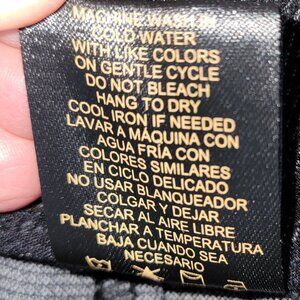 MACHINE WASH IN
COLD WATER
WITH LIKE COLORS
ON GENTLE CYCLE
DO NOT BLEACH
HANG TO DRY
COOL IRON IF NEEDED
LAVAR A MÁQUINA CON
AGUA FRÍA CON
COLORES SIMILARES
EN CICLO DELICADO
NO USAR BLANQUEADOR
COLGAR Y DEJAR
SECAR AL AIRE LIBRE
PLANCHAR A TEMPERATURA
BAJA CUANDO SEA
NECESARIO